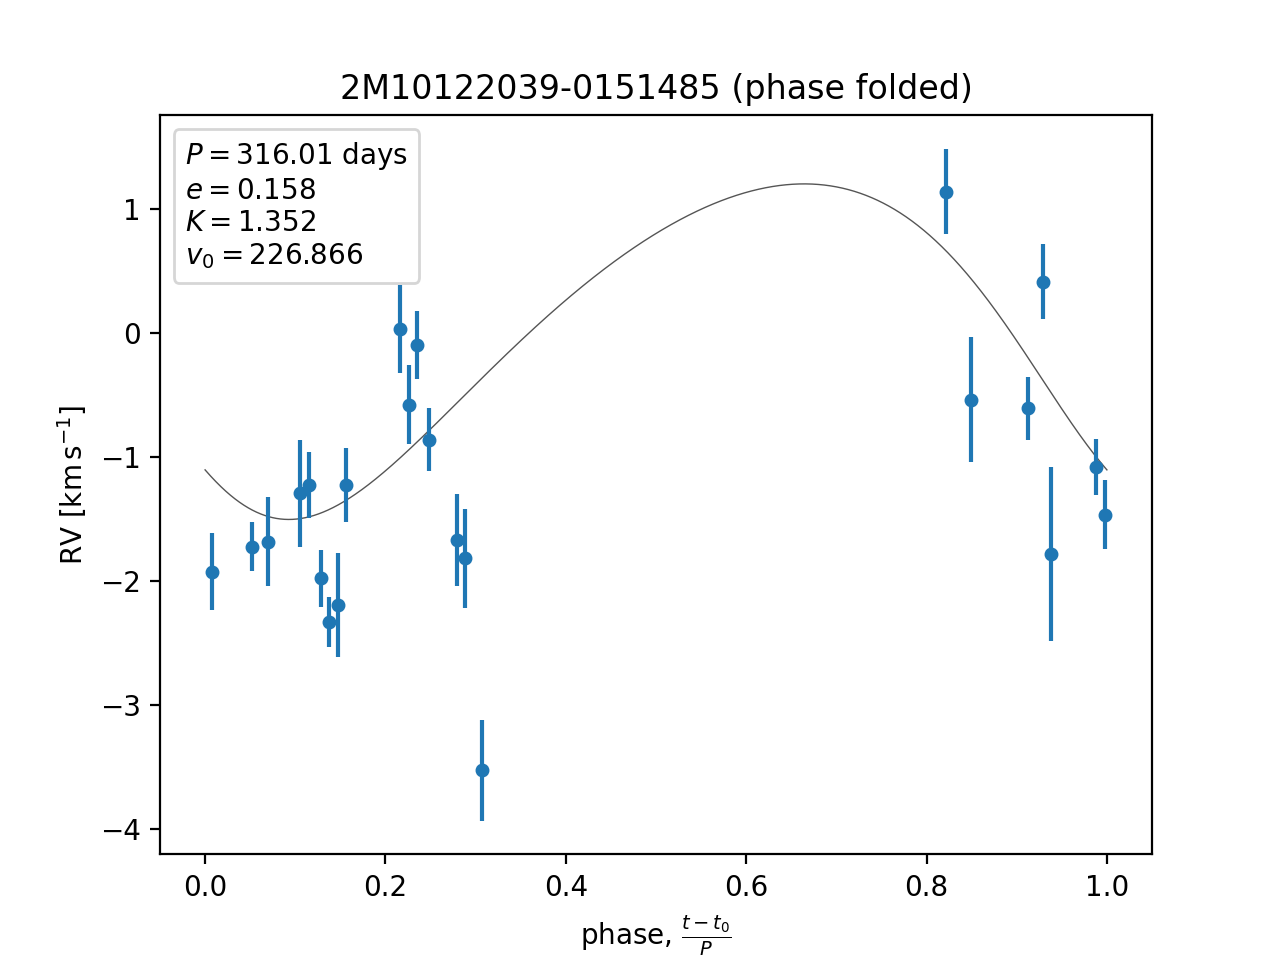 2M10122039-0151485 (phase folded)
P = 316.01 days
e = 0.158
K = 1.352
v₀ = 226.866
RV [km s⁻¹]
1
0
−1
−2
−3
−4
0.0 0.2 0.4 0.6 0.8 1.0
phase, (t − t₀)/P